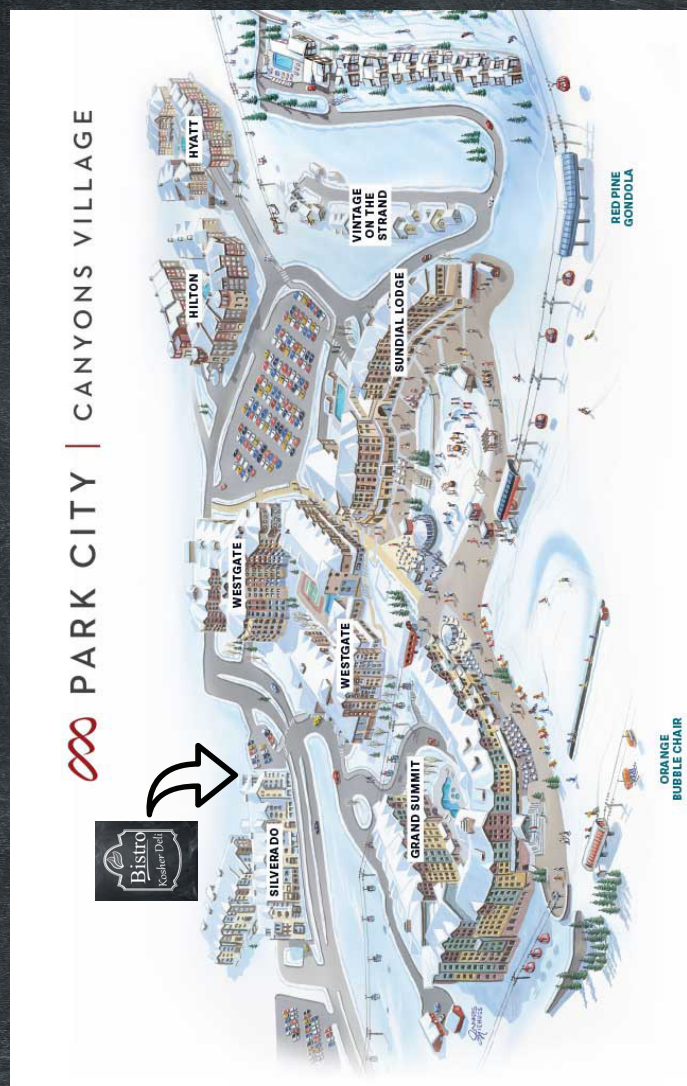 PARK CITY | CANYONS VILLAGE
Bistro
Kosher Deli
SILVERADO
WESTGATE
HILTON
HYATT
WESTGATE
VINTAGE
ON THE
STRAND
GRAND SUMMIT
SUNDIAL LODGE
RED PINE
GONDOLA
ORANGE
BUBBLE CHAIR